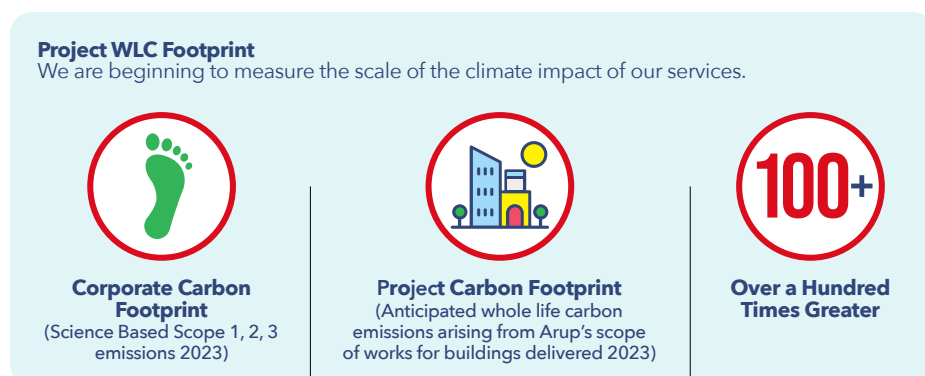 Project WLC Footprint
We are beginning to measure the scale of the climate impact of our services.
Corporate Carbon
Footprint
(Science Based Scope 1, 2, 3
emissions 2023)
Project Carbon Footprint
(Anticipated whole life carbon
emissions arising from Arup's scope
of works for buildings delivered 2023)
100+
Over a Hundred
Times Greater